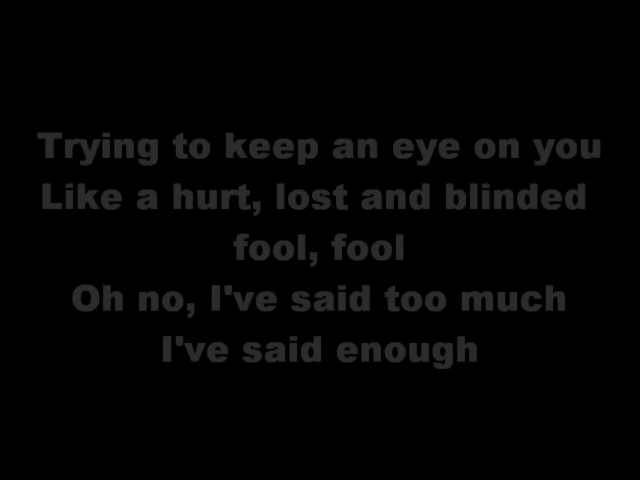 Trying to keep an eye on you
Like a hurt, lost and blinded
fool, fool
Oh no, I've said too much
I've said enough